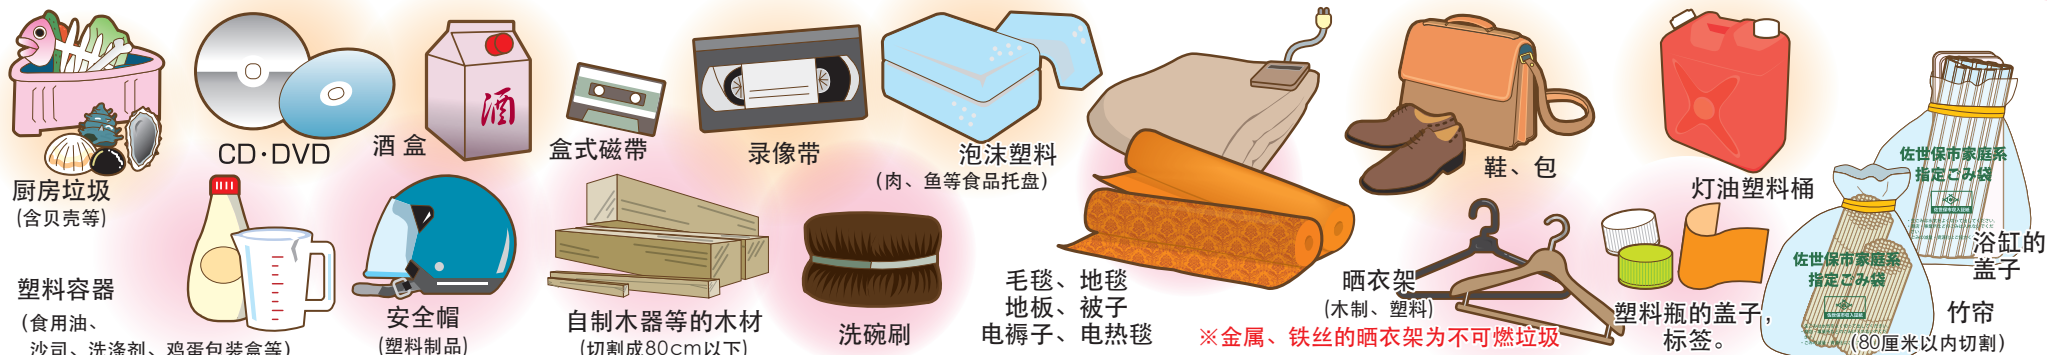 酒
CD·DVD
酒 盒
盒式磁带
录像带
泡沫塑料
(肉、鱼等食品托盘)
鞋、包
灯油塑料桶
厨房垃圾
(含贝壳等)
塑料容器
(食用油、
沙司、洗涤剂、鸡蛋包装盒等)
安全帽
(塑料制品)
自制木器等的木材
(切割成80cm以下)
洗碗刷
毛毯、地毯
地板、被子
电褥子、电热毯
晒衣架
(木制、塑料)
※金属、铁丝的晒衣架为不可燃垃圾
塑料瓶的盖子,
标签。
佐世保市家庭系
指定ごみ袋
浴缸的
盖子
佐世保市家庭系
指定ごみ袋
竹帘
(80厘米以内切割)